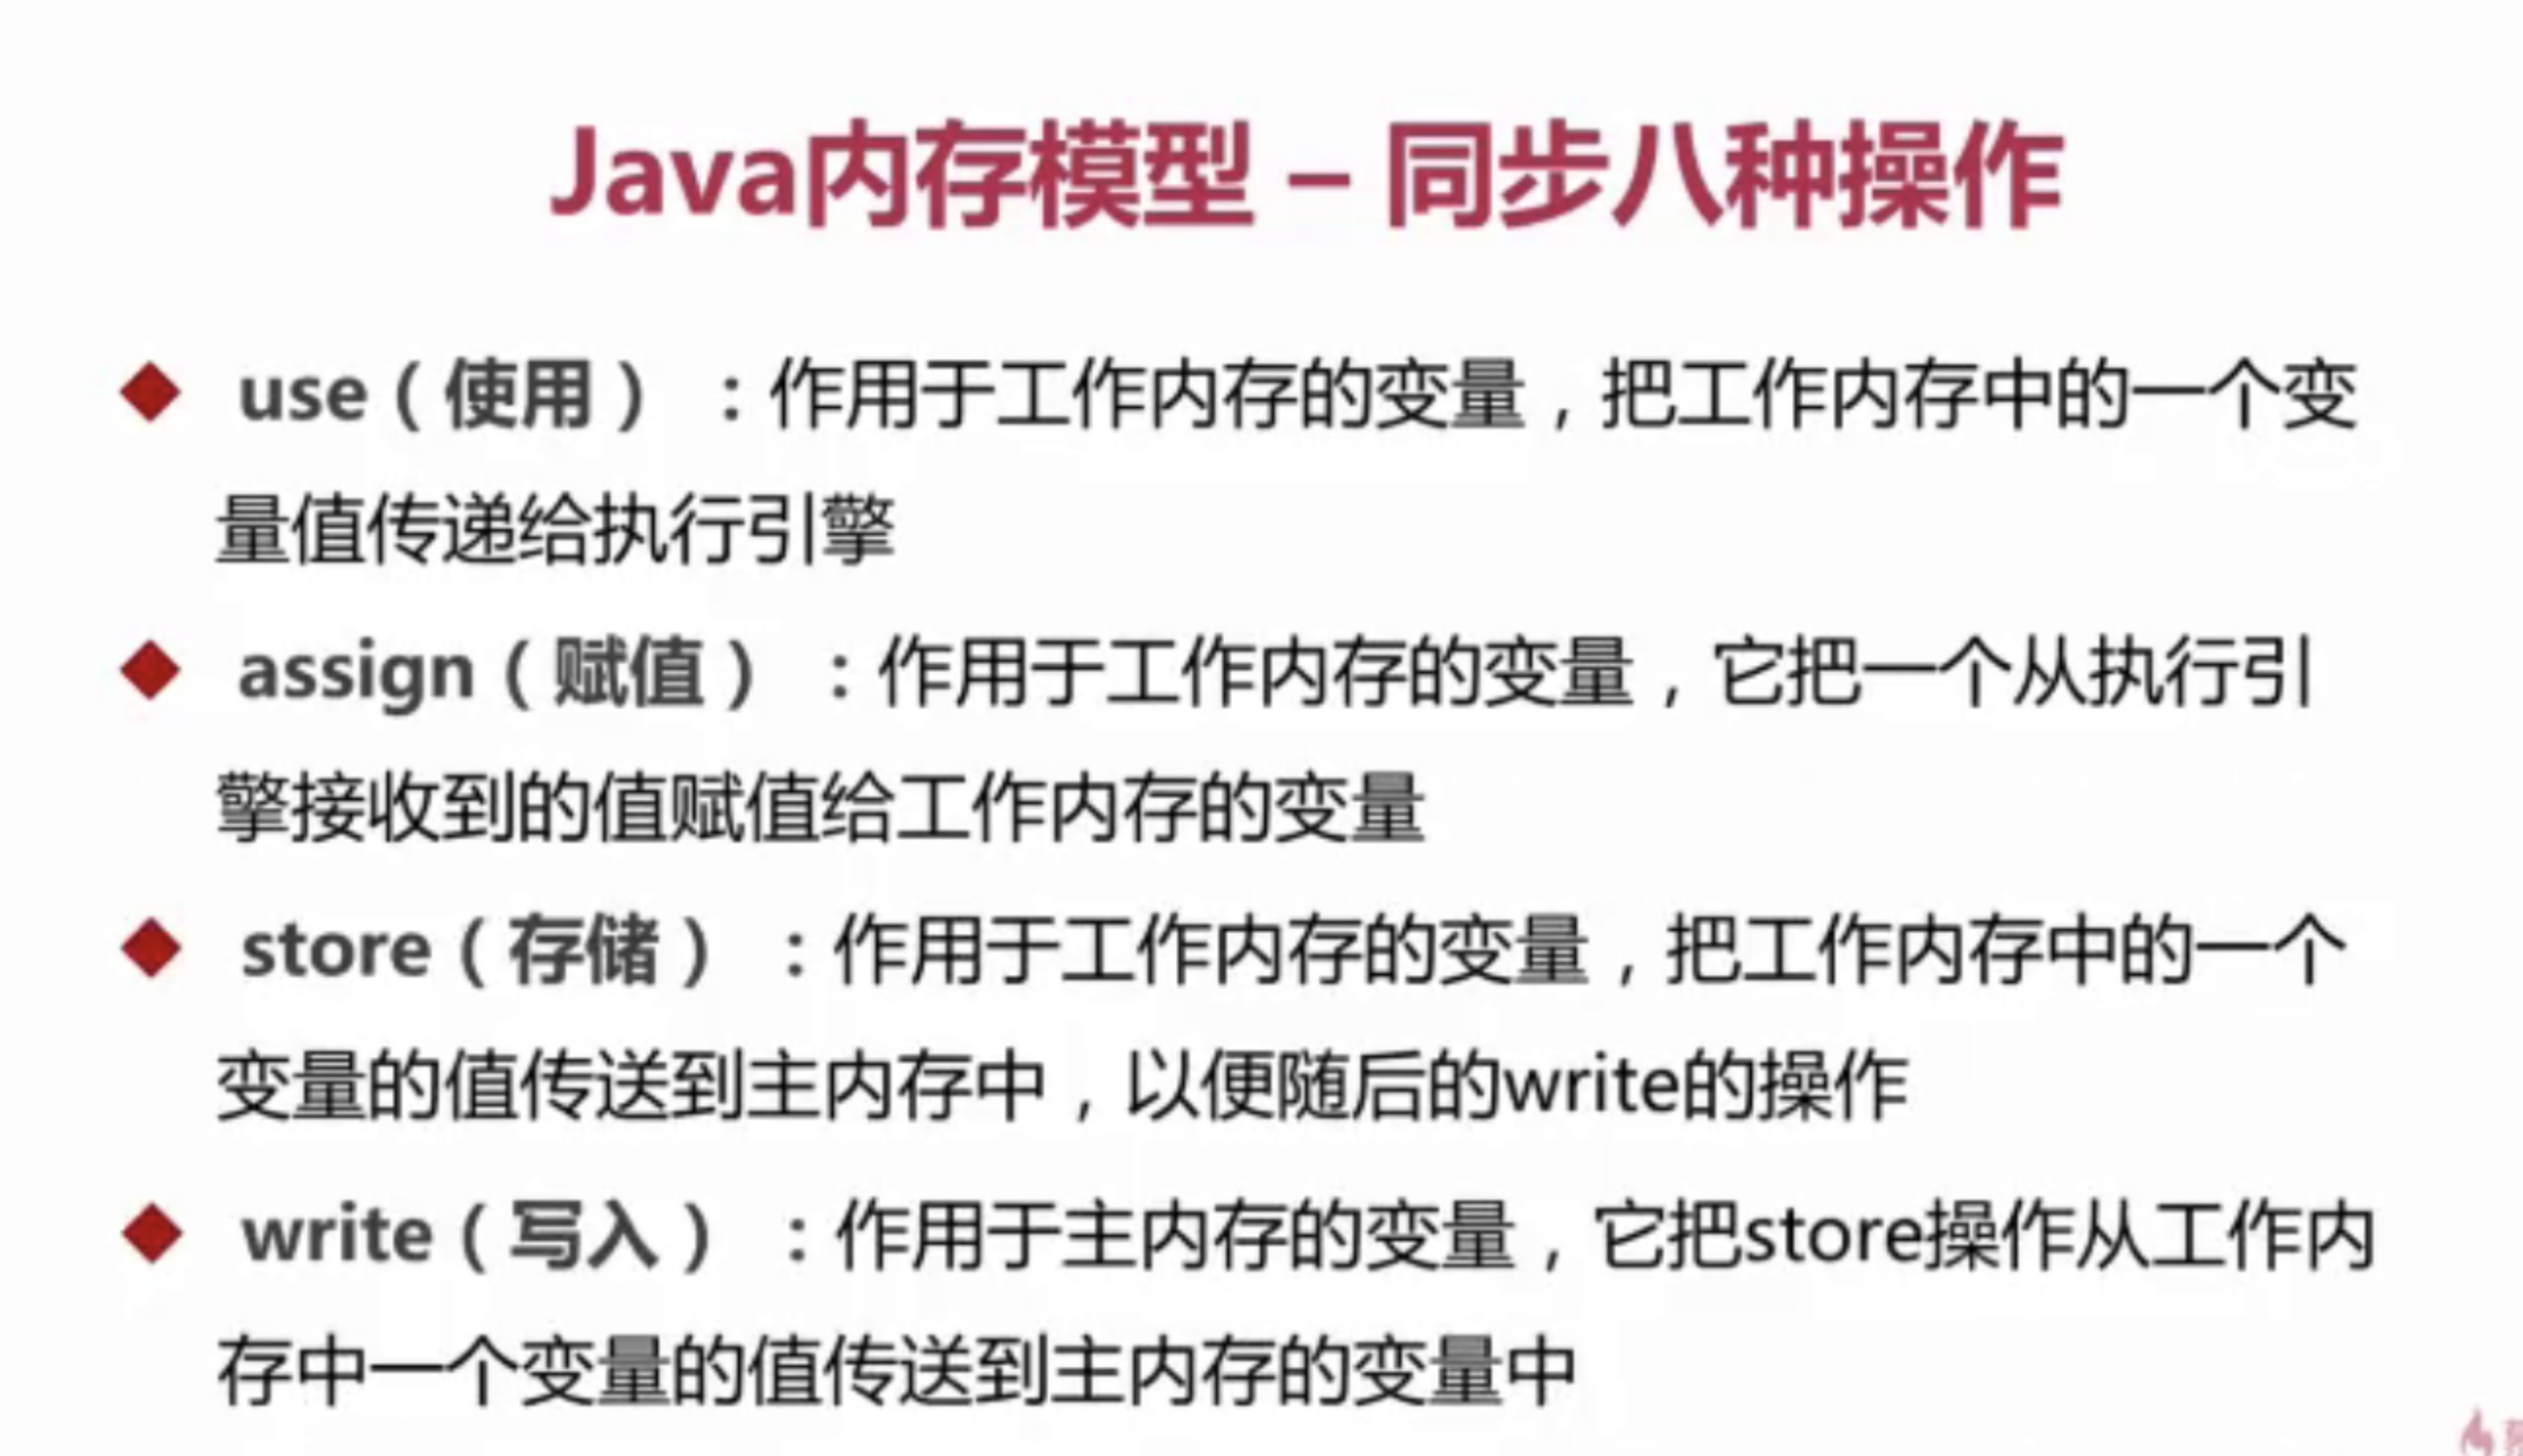 Java内存模型 – 同步八种操作
use（使用）：作用于工作内存的变量，把工作内存中的一个变
量值传递给执行引擎
assign（赋值）：作用于工作内存的变量，它把一个从执行引
擎接收到的值赋值给工作内存的变量
store（存储）：作用于工作内存的变量，把工作内存中的一个
变量的值传送到主内存中，以便随后的write的操作
write（写入）：作用于主内存的变量，它把store操作从工作内
存中一个变量的值传送到主内存的变量中